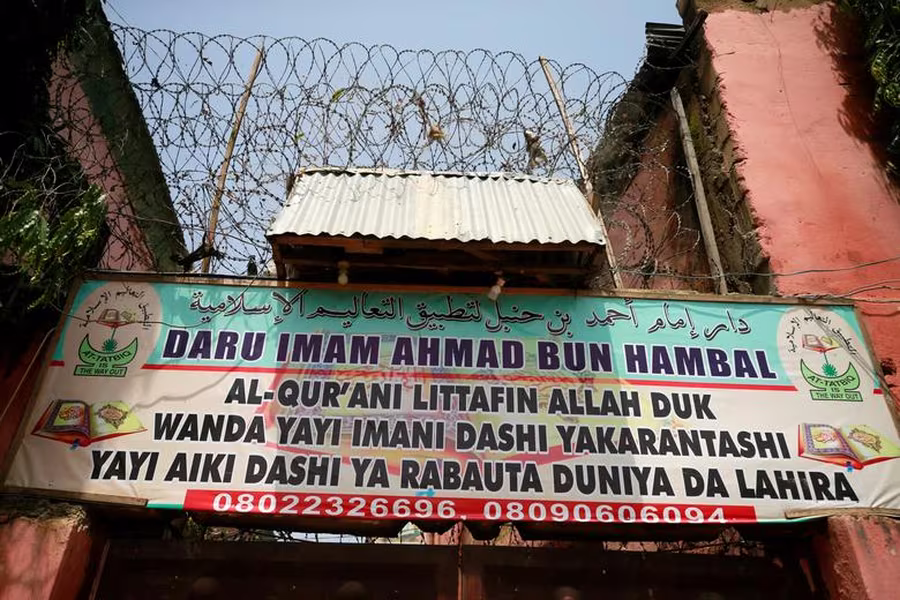 دار إمام أحمد بن حنبل لتطبيق التعاليم الإسلامية
DARU IMAM AHMAD BUN HAMBAL
AT-TATBIQ
IS
THE WAY OUT
AT-TATBIQ
IS
THE WAY OUT
AL-QUR'ANI LITTAFIN ALLAH DUK
WANDA YAYI IMANI DASHI YAKARANTASHI
YAYI AIKI DASHI YA RABAUTA DUNIYA DA LAHIRA
08022326696, 08090606094